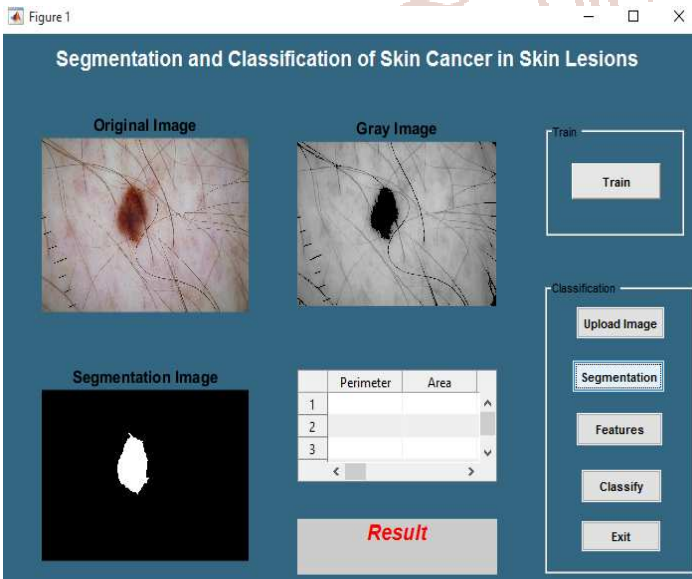 Figure 1
Segmentation and Classification of Skin Cancer in Skin Lesions
Original Image
Gray Image
Train
Train
Classification
Upload Image
Segmentation Image
Perimeter Area
1
2
3
Segmentation
Features
Classify
Result
Exit